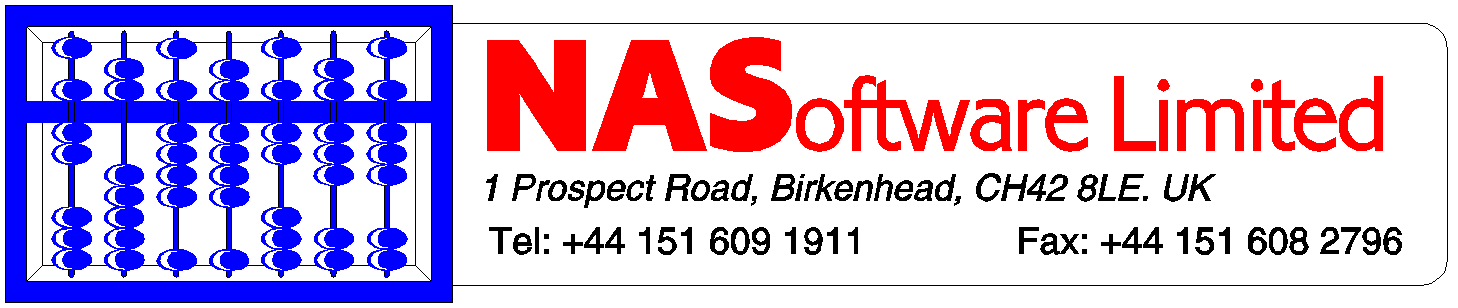 NASoftware Limited
1 Prospect Road, Birkenhead, CH42 8LE. UK
Tel: +44 151 609 1911 Fax: +44 151 608 2796